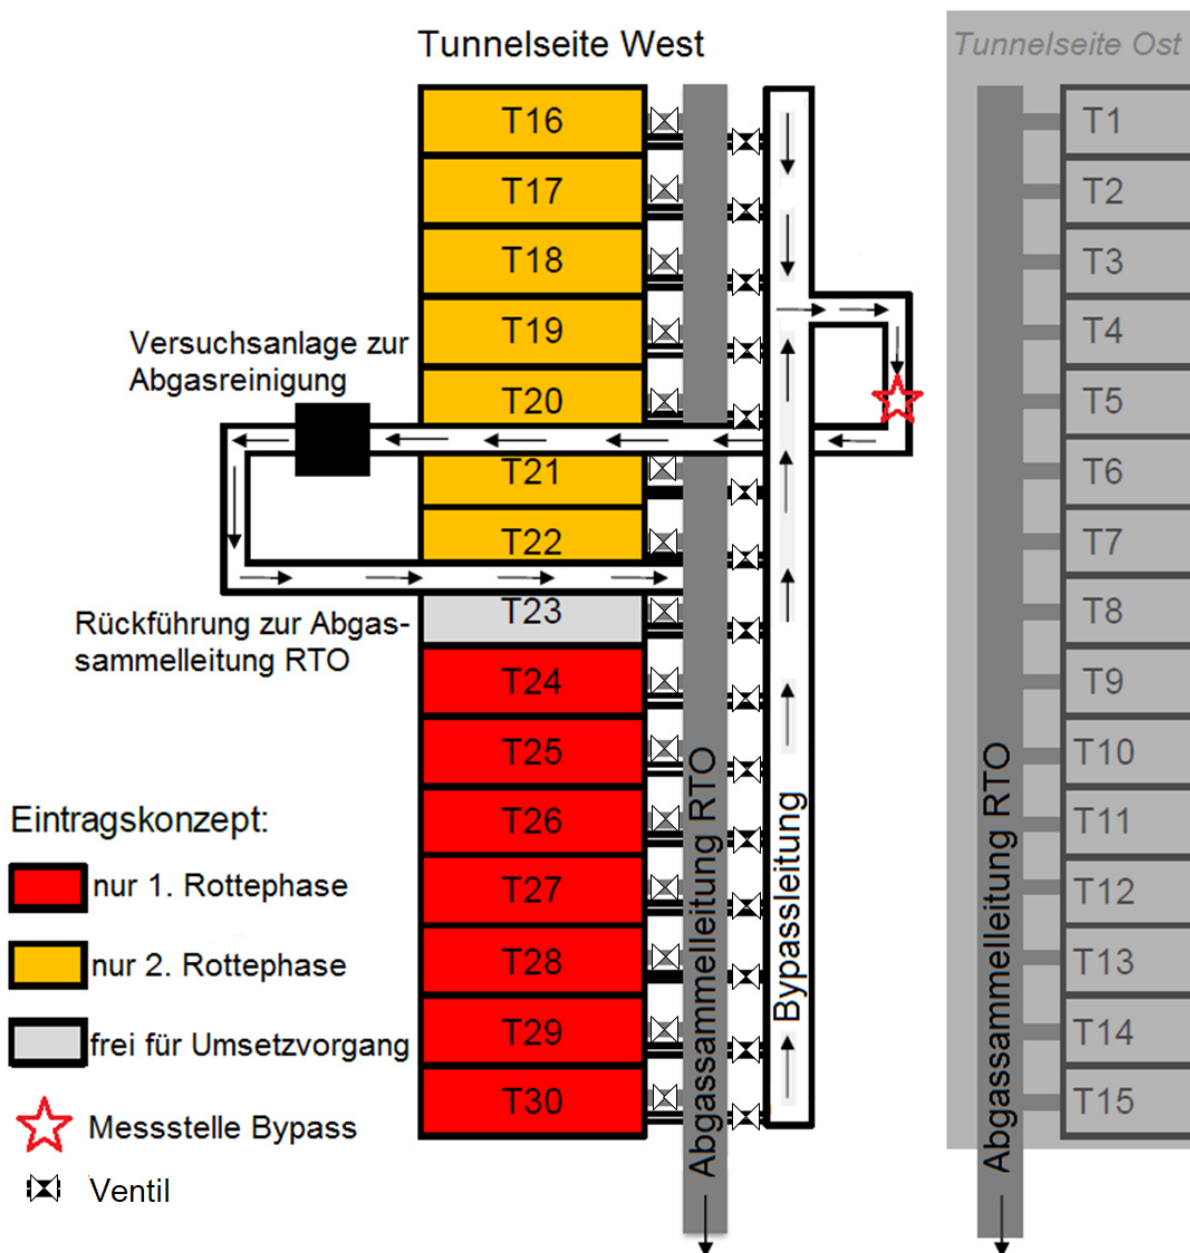 Tunnelseite West
Tunnelseite Ost
T16
T17
T18
T19
T20
T21
T22
T23
T24
T25
T26
T27
T28
T29
T30
Versuchsanlage zur
Abgasreinigung
Rückführung zur Abgas-
sammelleitung RTO
Abgassammelleitung RTO
Bypassleitung
Abgassammelleitung RTO
T1
T2
T3
T4
T5
T6
T7
T8
T9
T10
T11
T12
T13
T14
T15
Eintragskonzept:
nur 1. Rottephase
nur 2. Rottephase
frei für Umsetzvorgang
Messstelle Bypass
Ventil